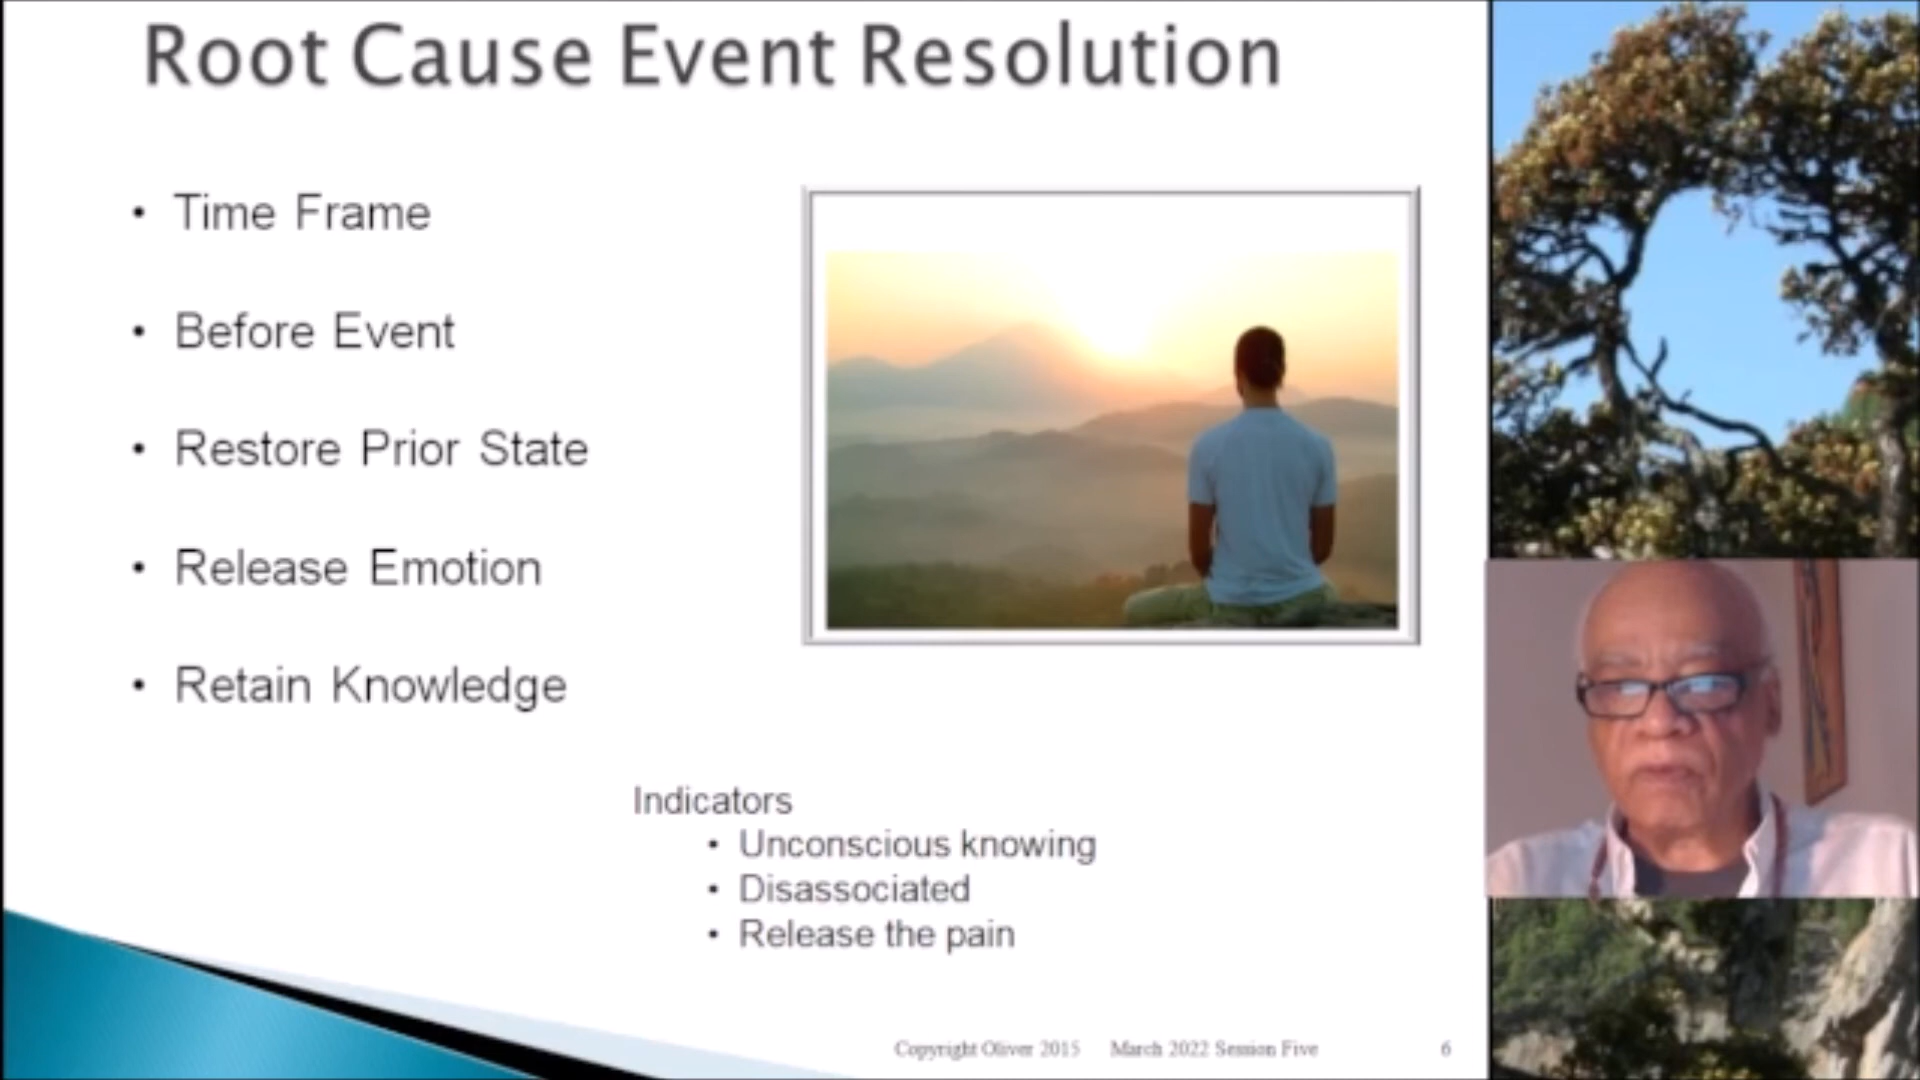 Root Cause Event Resolution
• Time Frame
• Before Event
• Restore Prior State
• Release Emotion
• Retain Knowledge
Indicators
• Unconscious knowing
• Disassociated
• Release the pain
Copyright Oliver 2015 March 2022 Session Five 6